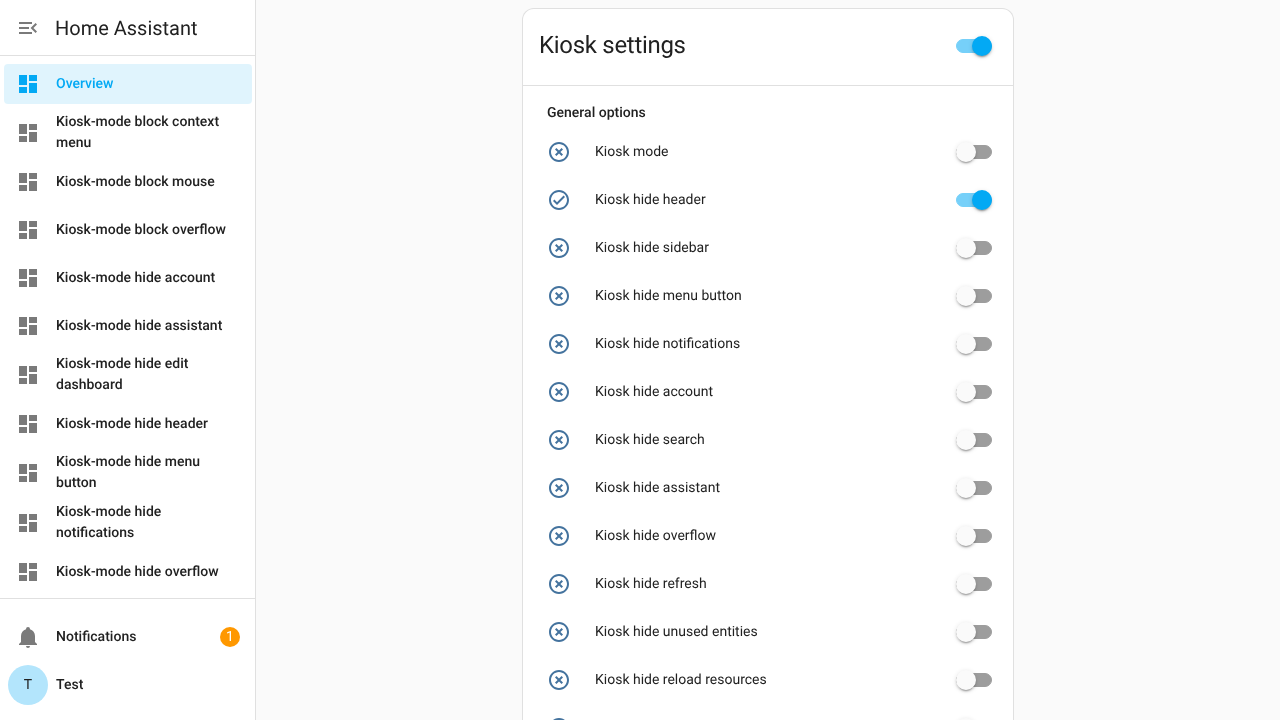 Home Assistant
Overview
Kiosk-mode block context
menu
Kiosk-mode block mouse
Kiosk-mode block overflow
Kiosk-mode hide account
Kiosk-mode hide assistant
Kiosk-mode hide edit
dashboard
Kiosk-mode hide header
Kiosk-mode hide menu
button
Kiosk-mode hide
notifications
Kiosk-mode hide overflow
Notifications
1
T
Test
Kiosk settings
General options
Kiosk mode
Kiosk hide header
Kiosk hide sidebar
Kiosk hide menu button
Kiosk hide notifications
Kiosk hide account
Kiosk hide search
Kiosk hide assistant
Kiosk hide overflow
Kiosk hide refresh
Kiosk hide unused entities
Kiosk hide reload resources